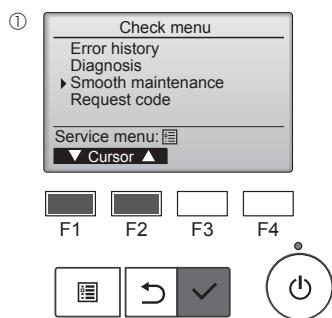 ①
Check menu
Error history
Diagnosis
Smooth maintenance
Request code
Service menu:
▼ Cursor ▲
F1 F2 F3 F4